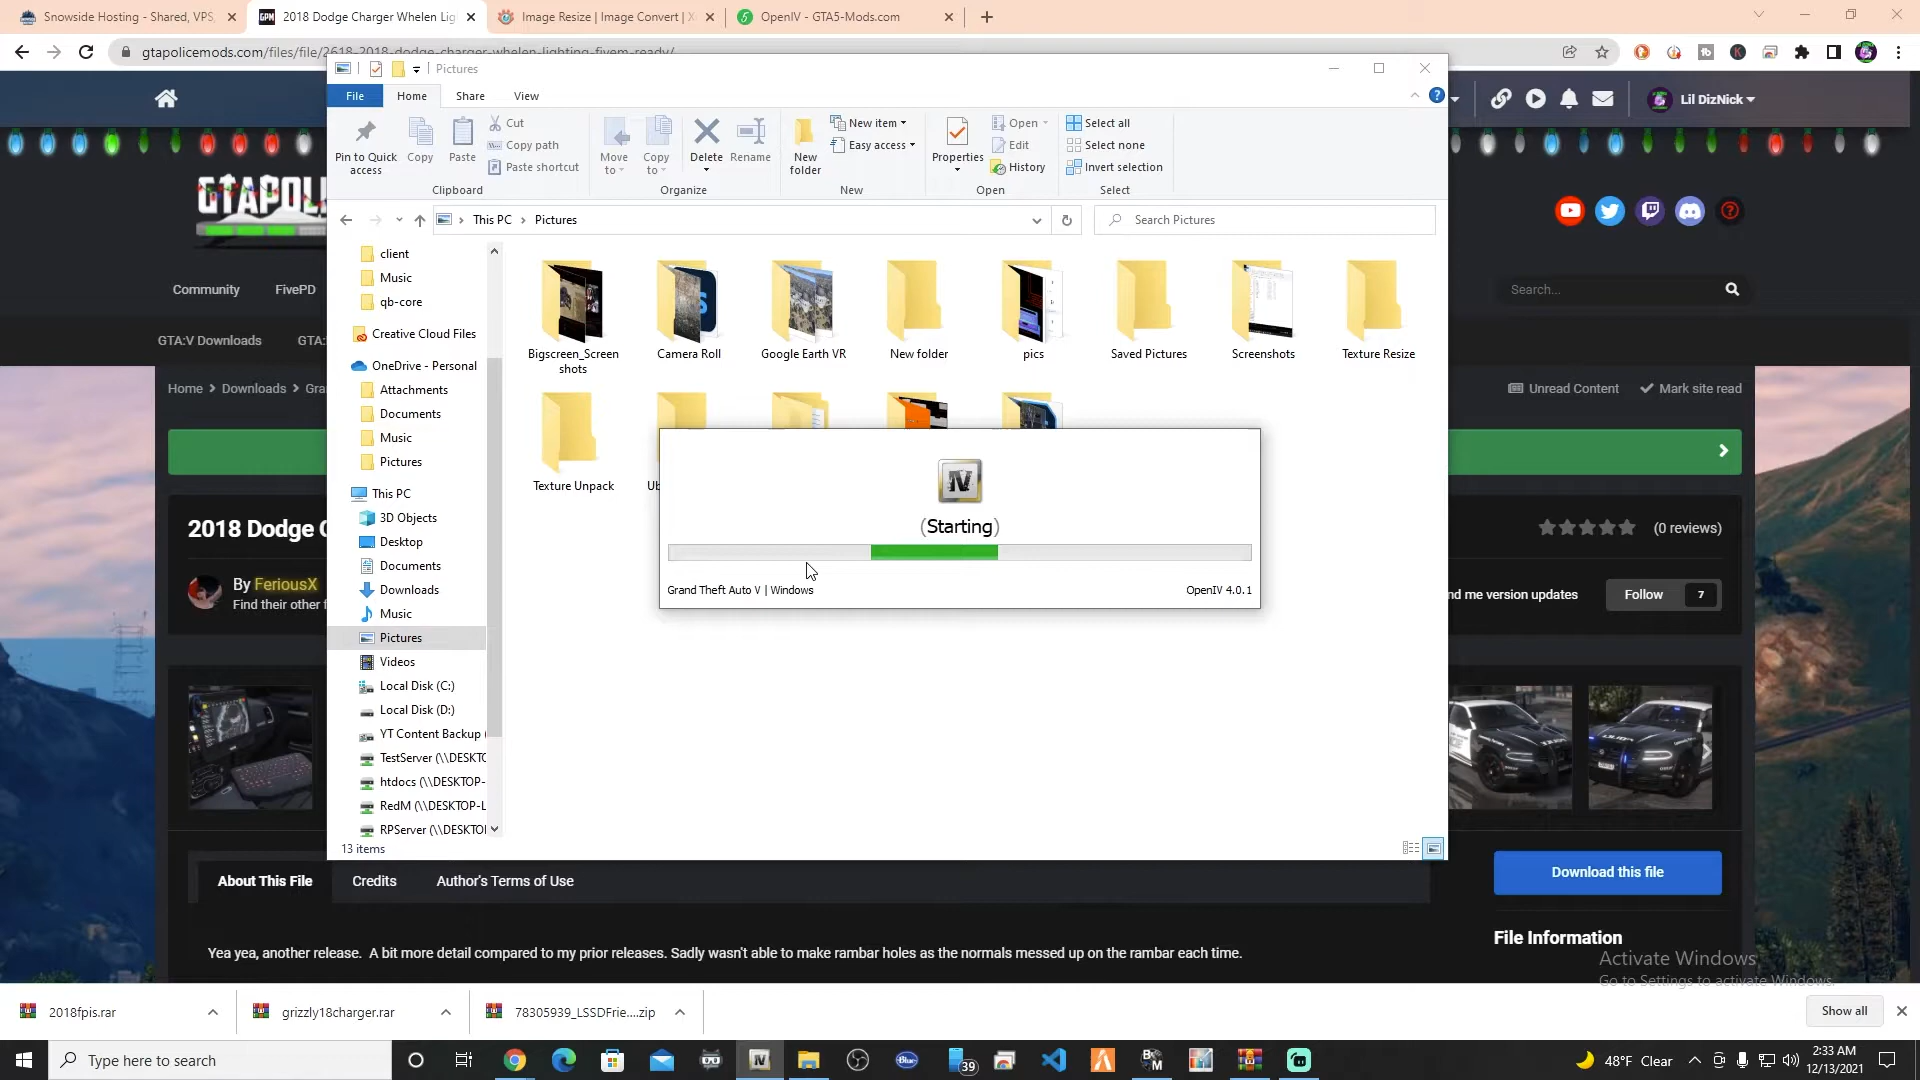 Snowside Hosting - Shared, VPS,
2018 Dodge Charger Whelen Lig
Image Resize | Image Convert | X
OpenIV - GTA5-Mods.com
gtapolicemods.com/files/file/2618-2018-dodge-charger-whelen-lighting-fivem-ready/
Pictures
File
Home
Share
View
Pin to Quick
access
Copy
Paste
Cut
Copy path
Paste shortcut
Clipboard
Move
to
Copy
to
Delete
Rename
Organize
New
folder
New item
Easy access
New
Properties
Open
Edit
History
Open
Select all
Select none
Invert selection
Select
This PC > Pictures
Search Pictures
Lil DizNick
GTAPOLI
Community
FivePD
GTA:V Downloads
GTA:
Home > Downloads > Gra
Search...
Unread Content
Mark site read
client
Music
qb-core
Creative Cloud Files
OneDrive - Personal
Attachments
Documents
Music
Pictures
This PC
3D Objects
Desktop
Documents
Downloads
Music
Pictures
Videos
Local Disk (C:)
Local Disk (D:)
YT Content Backup (
TestServer (\\DESKTO
htdocs (\\DESKTOP-
RedM (\\DESKTOP-L
RPServer (\\DESKTO
13 items
Bigscreen_Screen
shots
Camera Roll
Google Earth VR
New folder
pics
Saved Pictures
Screenshots
Texture Resize
Texture Unpack
Ub
IV
(Starting)
Grand Theft Auto V | Windows
OpenIV 4.0.1
2018 Dodge C
By FeriousX
Find their other f
(0 reviews)
nd me version updates
Follow
7
About This File
Credits
Author's Terms of Use
Download this file
Yea yea, another release. A bit more detail compared to my prior releases. Sadly wasn't able to make rambar holes as the normals messed up on the rambar each time.
File Information
Activate Windows
Go to Settings to activate Windows.
2018fpis.rar
grizzly18charger.rar
78305939_LSSDFrie....zip
Show all
Type here to search
39
48°F Clear
2:33 AM
12/13/2021